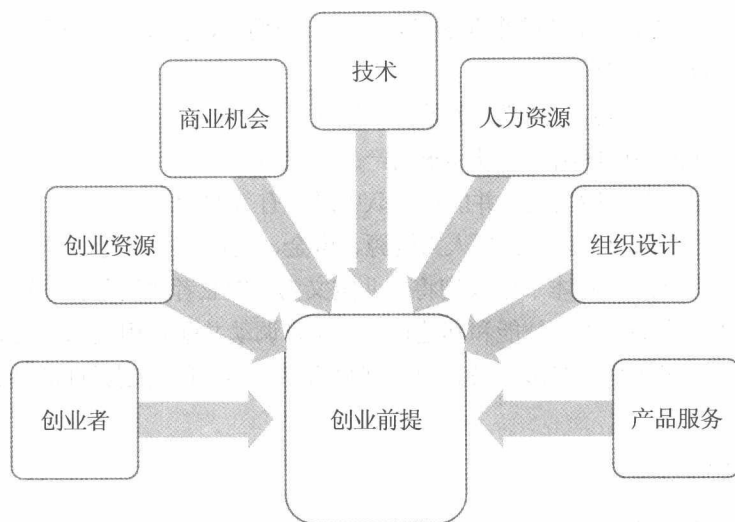 技术
商业机会
人力资源
创业资源
组织设计
创业者
创业前提
产品服务